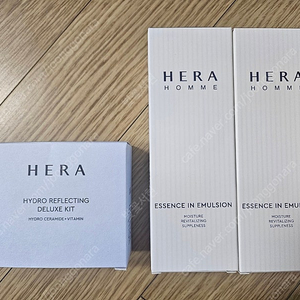 HERA
HYDRO REFLECTING
DELUXE KIT
HYDRO CERAMIDE+VITAMIN
HERA
HOMME
ESSENCE IN EMULSION
MOISTURE
REVITALIZING
SUPPLENESS
HERA
HOMME
ESSENCE IN EMULSION
MOISTURE
REVITALIZING
SUPPLENESS